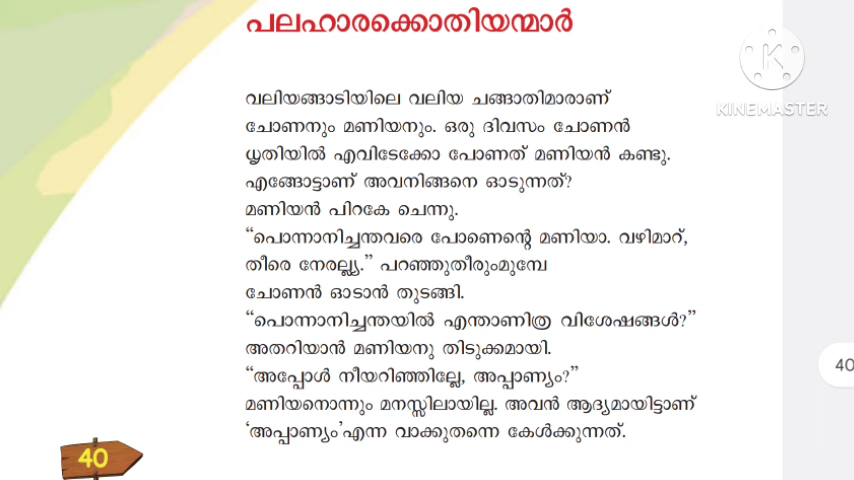 പലഹാരക്കൊതിയന്മാർ
KINEMASTER
വലിയങ്ങാടിയിലെ വലിയ ചങ്ങാതിമാരാണ്
ചോണനും മണിയനും. ഒരു ദിവസം ചോണൻ
ധൃതിയിൽ എവിടേക്കോ പോണത് മണിയൻ കണ്ടു.
എങ്ങോട്ടാണ് അവനിങ്ങനെ ഓടുന്നത്?
മണിയൻ പിറകേ ചെന്നു.
“പൊന്നാനിച്ചന്തവരെ പോണെന്റെ മണിയാ. വഴിമാറ്,
തീരെ നേരല്ല്യ.” പറഞ്ഞുതീരുംമുമ്പേ
ചോണൻ ഓടാൻ തുടങ്ങി.
“പൊന്നാനിച്ചന്തയിൽ എന്താണിത്ര വിശേഷങ്ങൾ?”
അതറിയാൻ മണിയനു തിടുക്കമായി.
“അപ്പോൾ നീയറിഞ്ഞില്ലേ, അപ്പാണ്യം?”
മണിയനൊന്നും മനസ്സിലായില്ല. അവൻ ആദ്യമായിട്ടാണ്
‘അപ്പാണ്യം’എന്ന വാക്കുതന്നെ കേൾക്കുന്നത്.
40
40